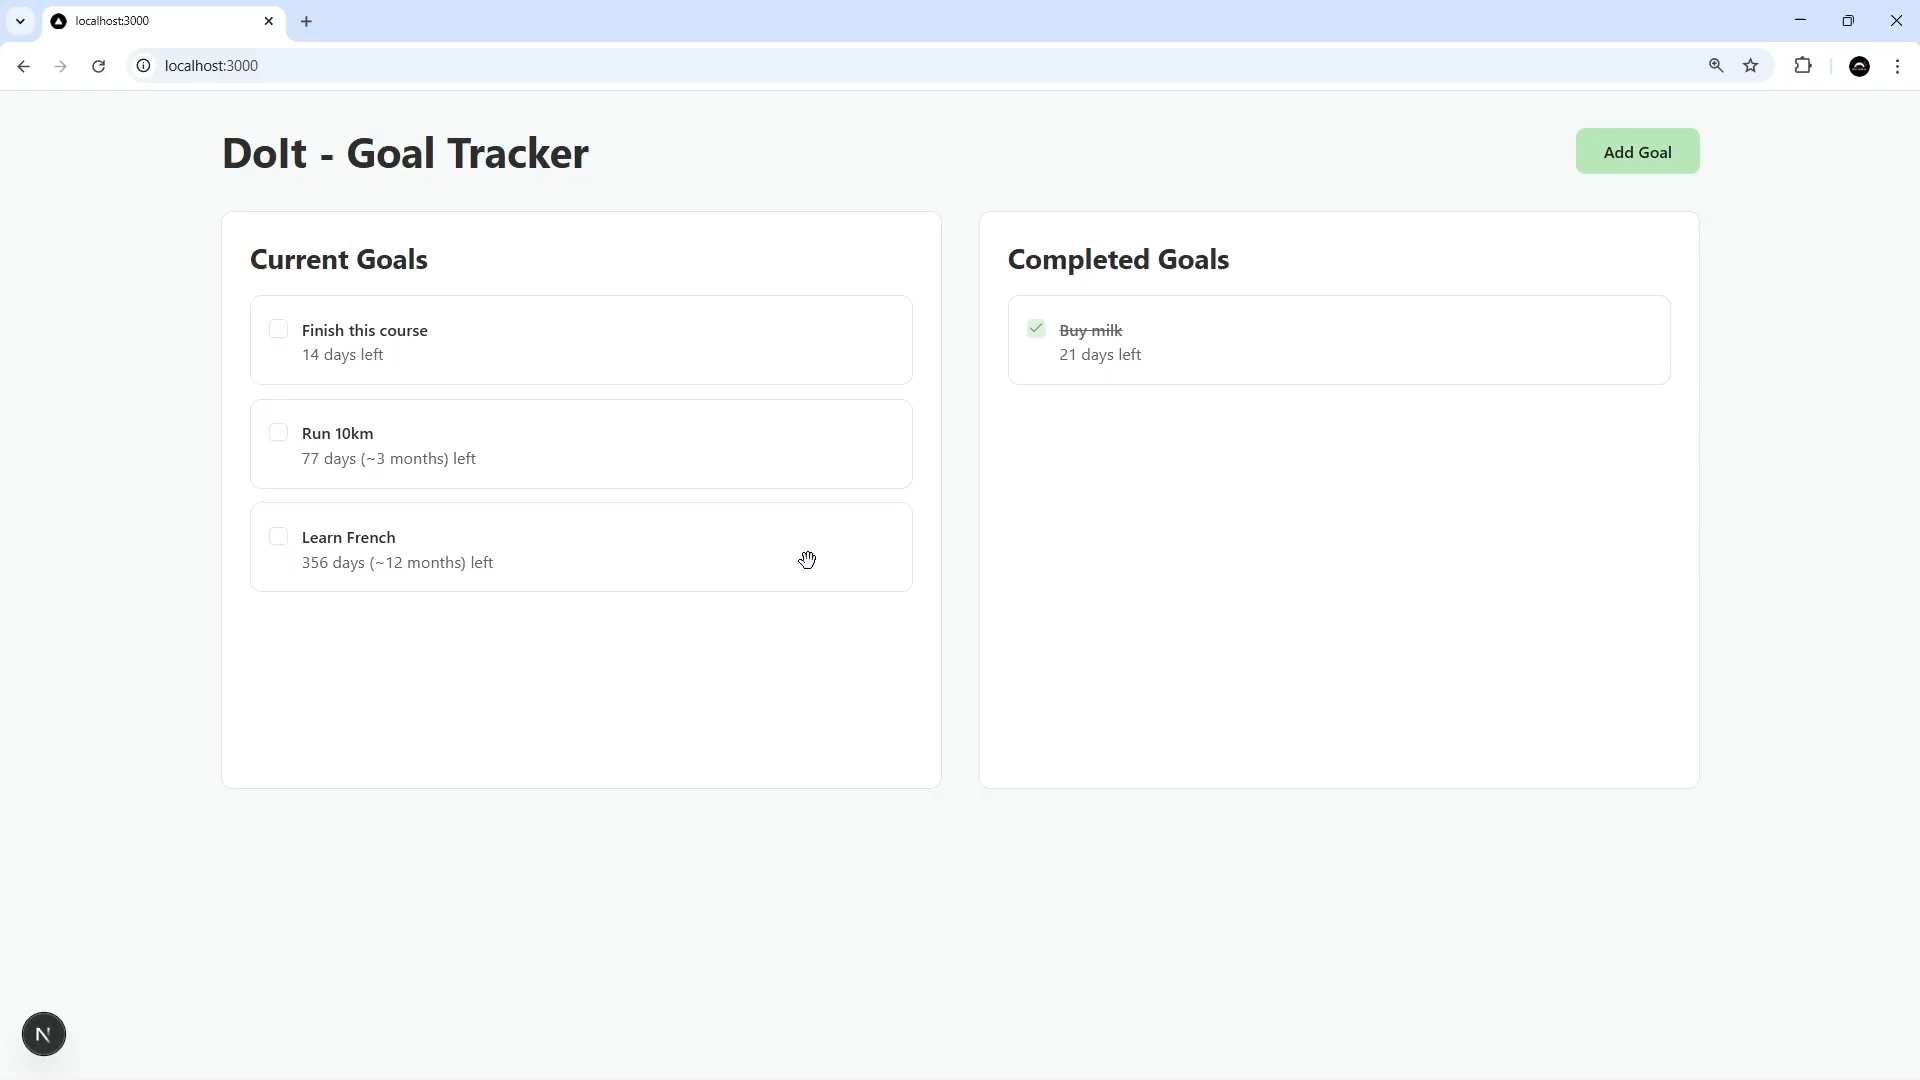 localhost:3000
localhost:3000
DoIt - Goal Tracker
Add Goal
Current Goals
Finish this course
14 days left
Run 10km
77 days (~3 months) left
Learn French
356 days (~12 months) left
Completed Goals
Buy milk
21 days left
N